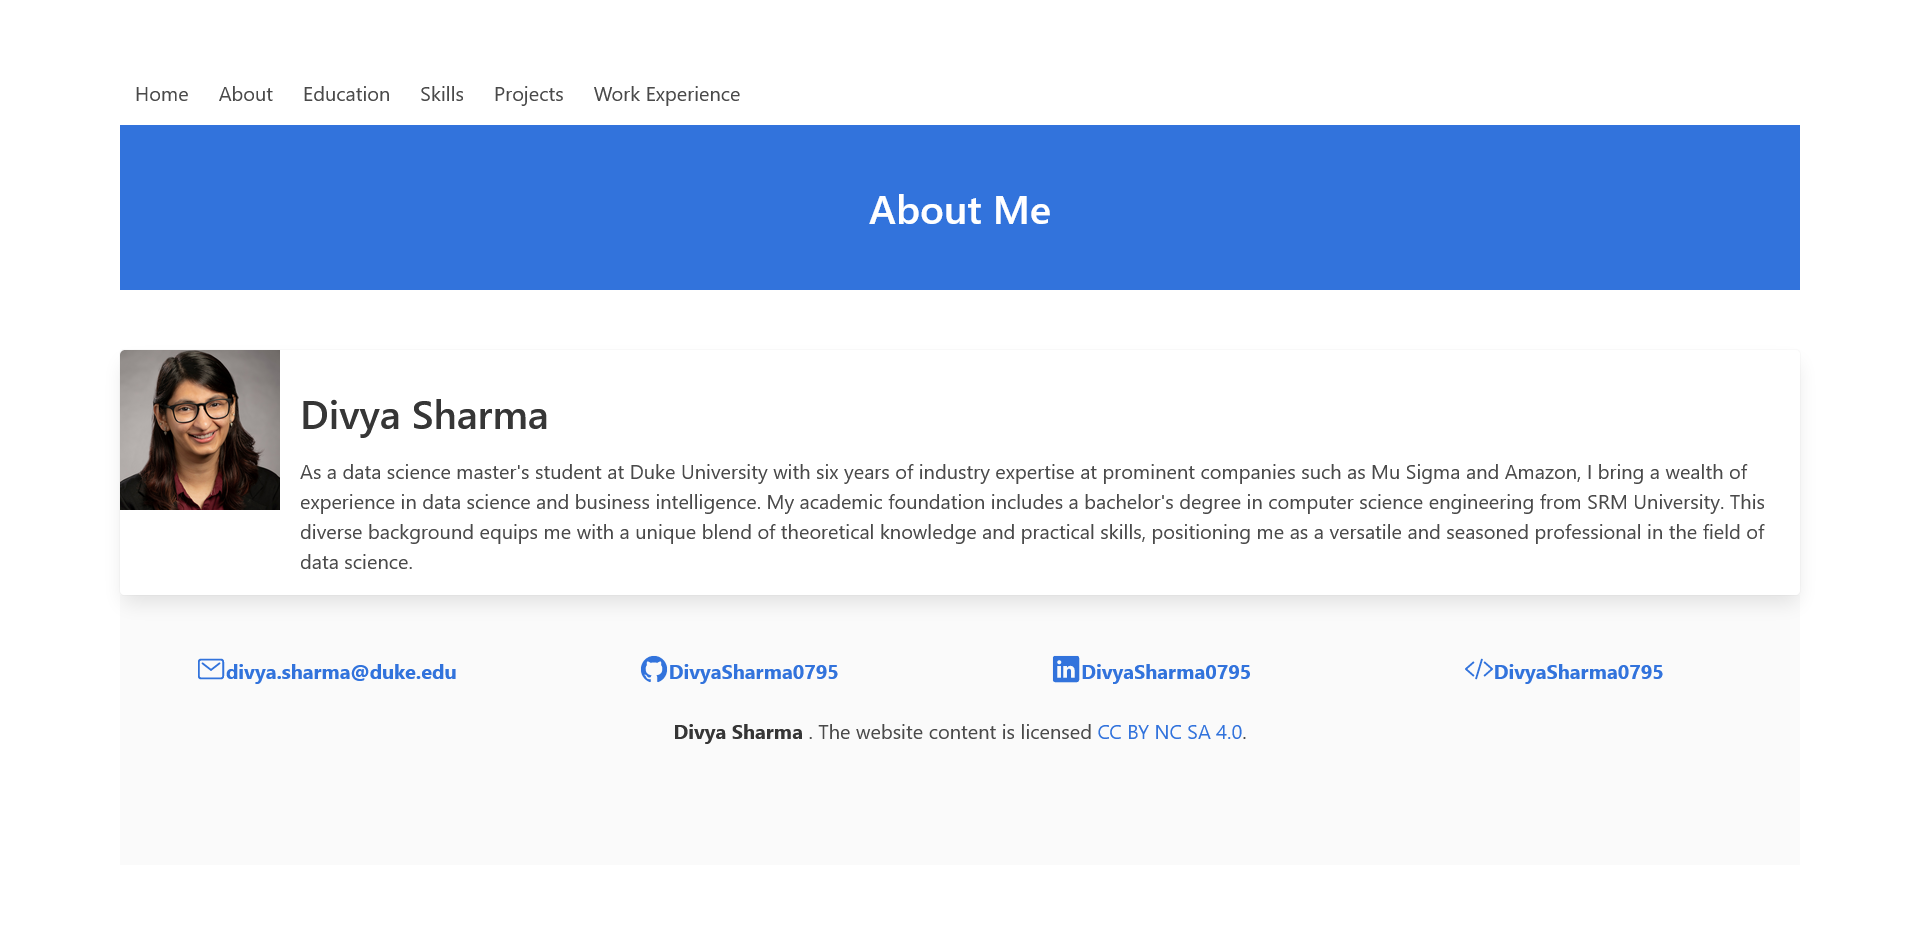 Home About Education Skills Projects Work Experience
About Me
Divya Sharma
As a data science master's student at Duke University with six years of industry expertise at prominent companies such as Mu Sigma and Amazon, I bring a wealth of
experience in data science and business intelligence. My academic foundation includes a bachelor's degree in computer science engineering from SRM University. This
diverse background equips me with a unique blend of theoretical knowledge and practical skills, positioning me as a versatile and seasoned professional in the field of
data science.
divya.sharma@duke.edu DivyaSharma0795 DivyaSharma0795 DivyaSharma0795
Divya Sharma . The website content is licensed CC BY NC SA 4.0.